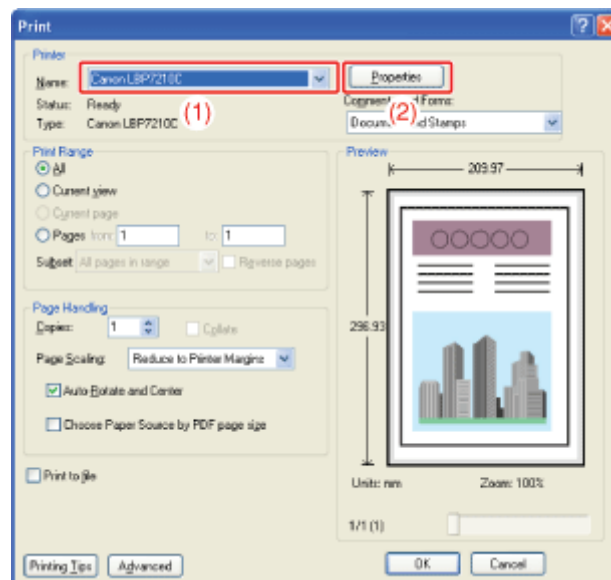 Print
Printer
Name: Canon LBP7210C
Properties
Status: Ready
(1)
(2)
Type: Canon LBP7210C
Document and Stamps
Print Range
All
Current view
Current page
Pages from: 1 to: 1
Subset: All pages in range
Reverse pages
Preview
209.97
296.93
Page Handling
Copies: 1
Collate
Page Scaling: Reduce to Printer Margins
Auto-Rotate and Center
Choose Paper Source by PDF page size
Print to file
Units: mm
Zoom: 100%
1/1 (1)
Printing Tips
Advanced
OK
Cancel